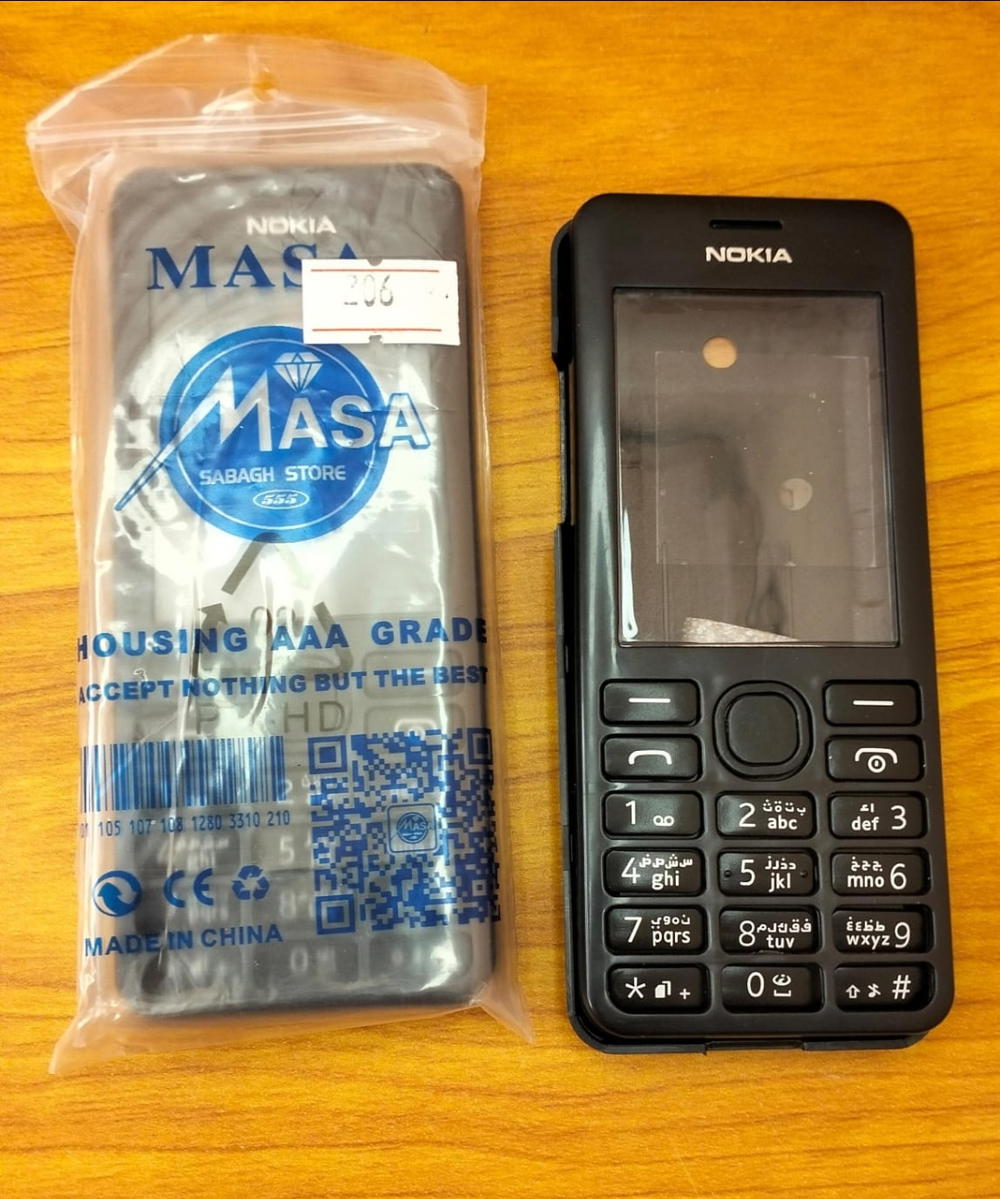 NOKIA
MASA
206
MASA
SABAGH STORE
555
HOUSING AAA GRADE
ACCEPT NOTHING BUT THE BEST
HD
105 107 108 1280 3310 210
CE
MADE IN CHINA
NOKIA
1
2 ب ت ة ث abc
def 3
4 س ش ص ض ghi
5 د ذ ر ز jkl
ج ح خ mno 6
7 ن ه و ي pqrs
8 ف ق ك ل م tuv
ط ظ ع غ wxyz 9
* +
0
#